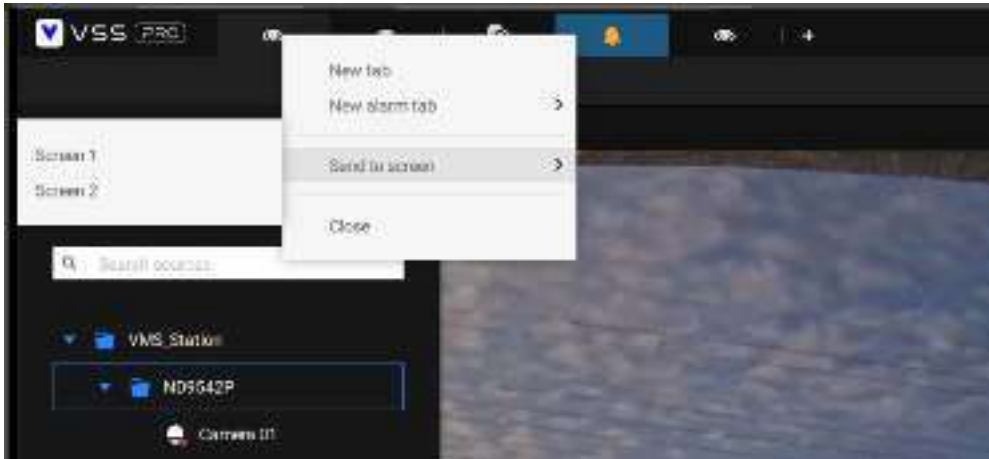 VSS PRO
New tab
New alarm tab
Screen 1
Screen 2
Send to screen
Close
Search sources
VMS_Station
ND9542P
Camera 01